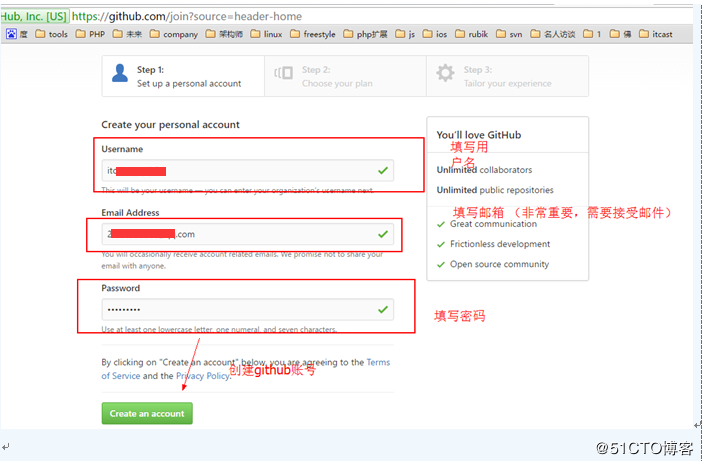 Hub, Inc. [US] https://github.com/join?source=header-home
度 tools PHP 未来 company 架构师 linux freestyle php扩展 js ios rubik svn 名人访谈 1 佛 itcast
Step 1:
Set up a personal account
Step 2:
Choose your plan
Step 3:
Tailor your experience
Create your personal account
Username
itc
This will be your username — you can enter your organization's username next.
Email Address
2 .com
You will occasionally receive account related emails. We promise not to share your
email with anyone.
Password
Use at least one lowercase letter, one numeral, and seven characters.
By clicking on "Create an account" below, you are agreeing to the Terms
of Service and the Privacy Policy.
创建github账号
Create an account
You'll love GitHub
填写用
户名
Unlimited collaborators
Unlimited public repositories
填写邮箱 （非常重要，需要接受邮件）
Great communication
Frictionless development
Open source community
填写密码
@51CTO博客